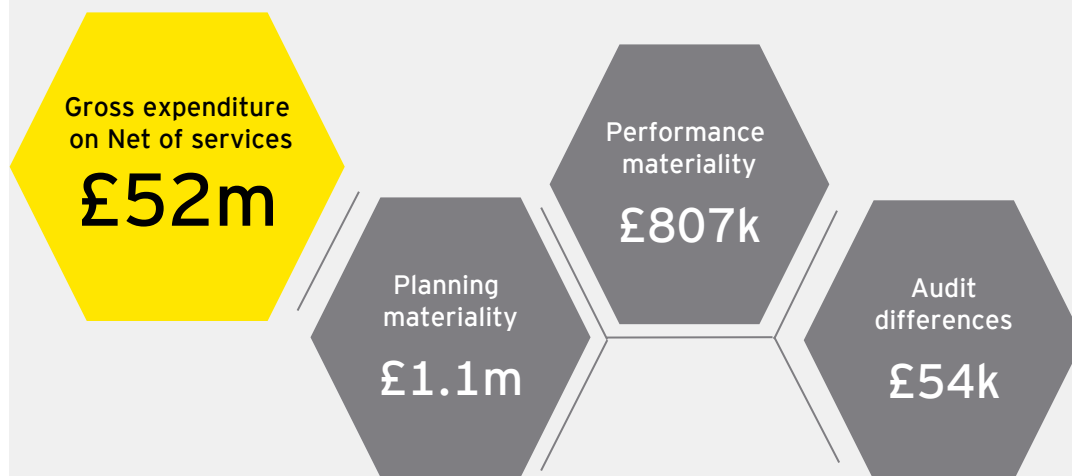 Gross expenditure
on Net of services
£52m
Planning
materiality
£1.1m
Performance
materiality
£807k
Audit
differences
£54k